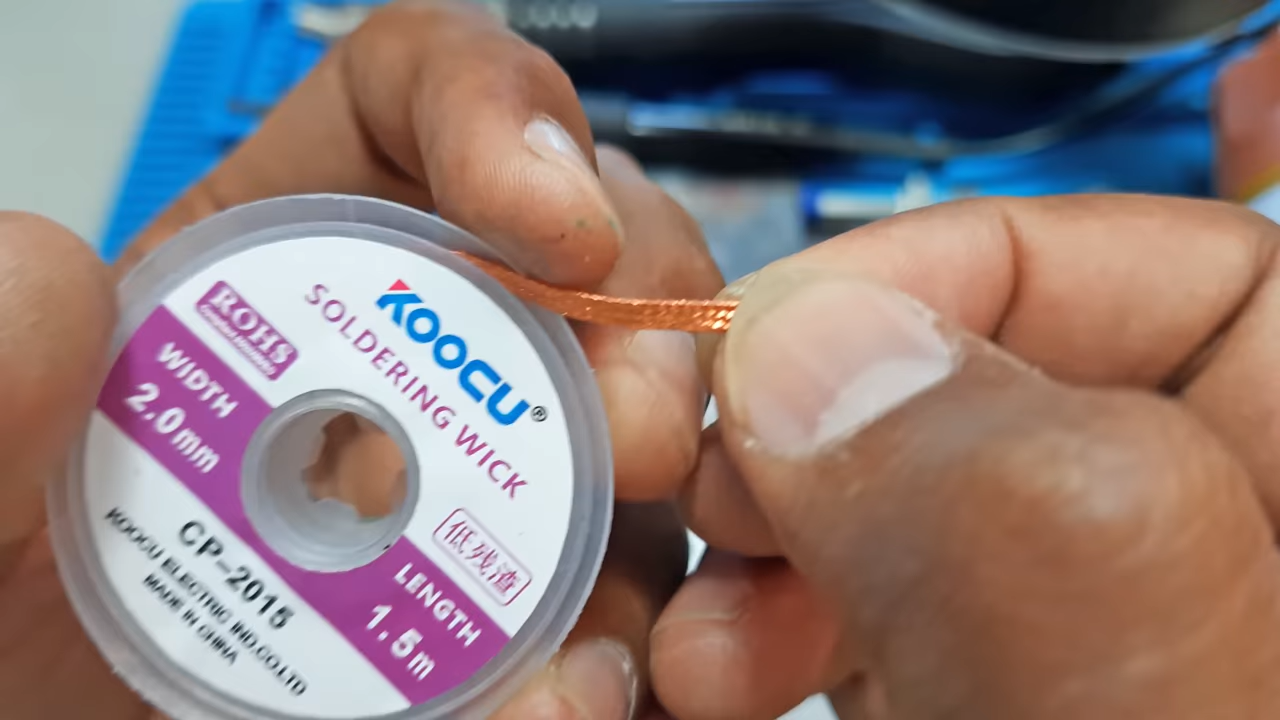 KOOCU®
SOLDERING WICK
ROHS
WIDTH
2.0mm
低残渣
LENGTH
1.5m
CP-2015
KOOCU ELECTRIC IND.CO.LTD
MADE IN CHINA